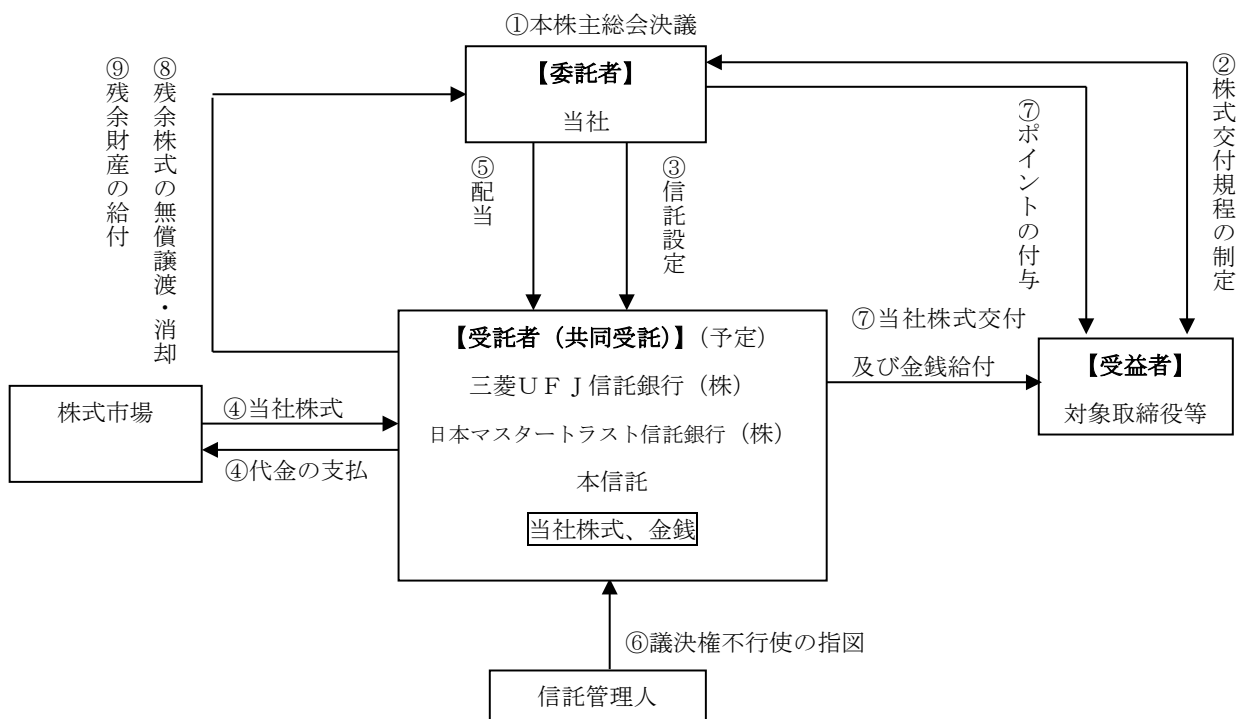 ①本株主総会決議
【委託者】
当社
⑨残余財産の給付
⑧残余株式の無償譲渡・消却
⑤配当
③信託設定
⑦ポイントの付与
②株式交付規程の制定
【受託者（共同受託）】（予定）
三菱ＵＦＪ信託銀行（株）
日本マスタートラスト信託銀行（株）
本信託
当社株式、金銭
⑦当社株式交付
及び金銭給付
【受益者】
対象取締役等
株式市場
④当社株式
④代金の支払
⑥議決権不行使の指図
信託管理人